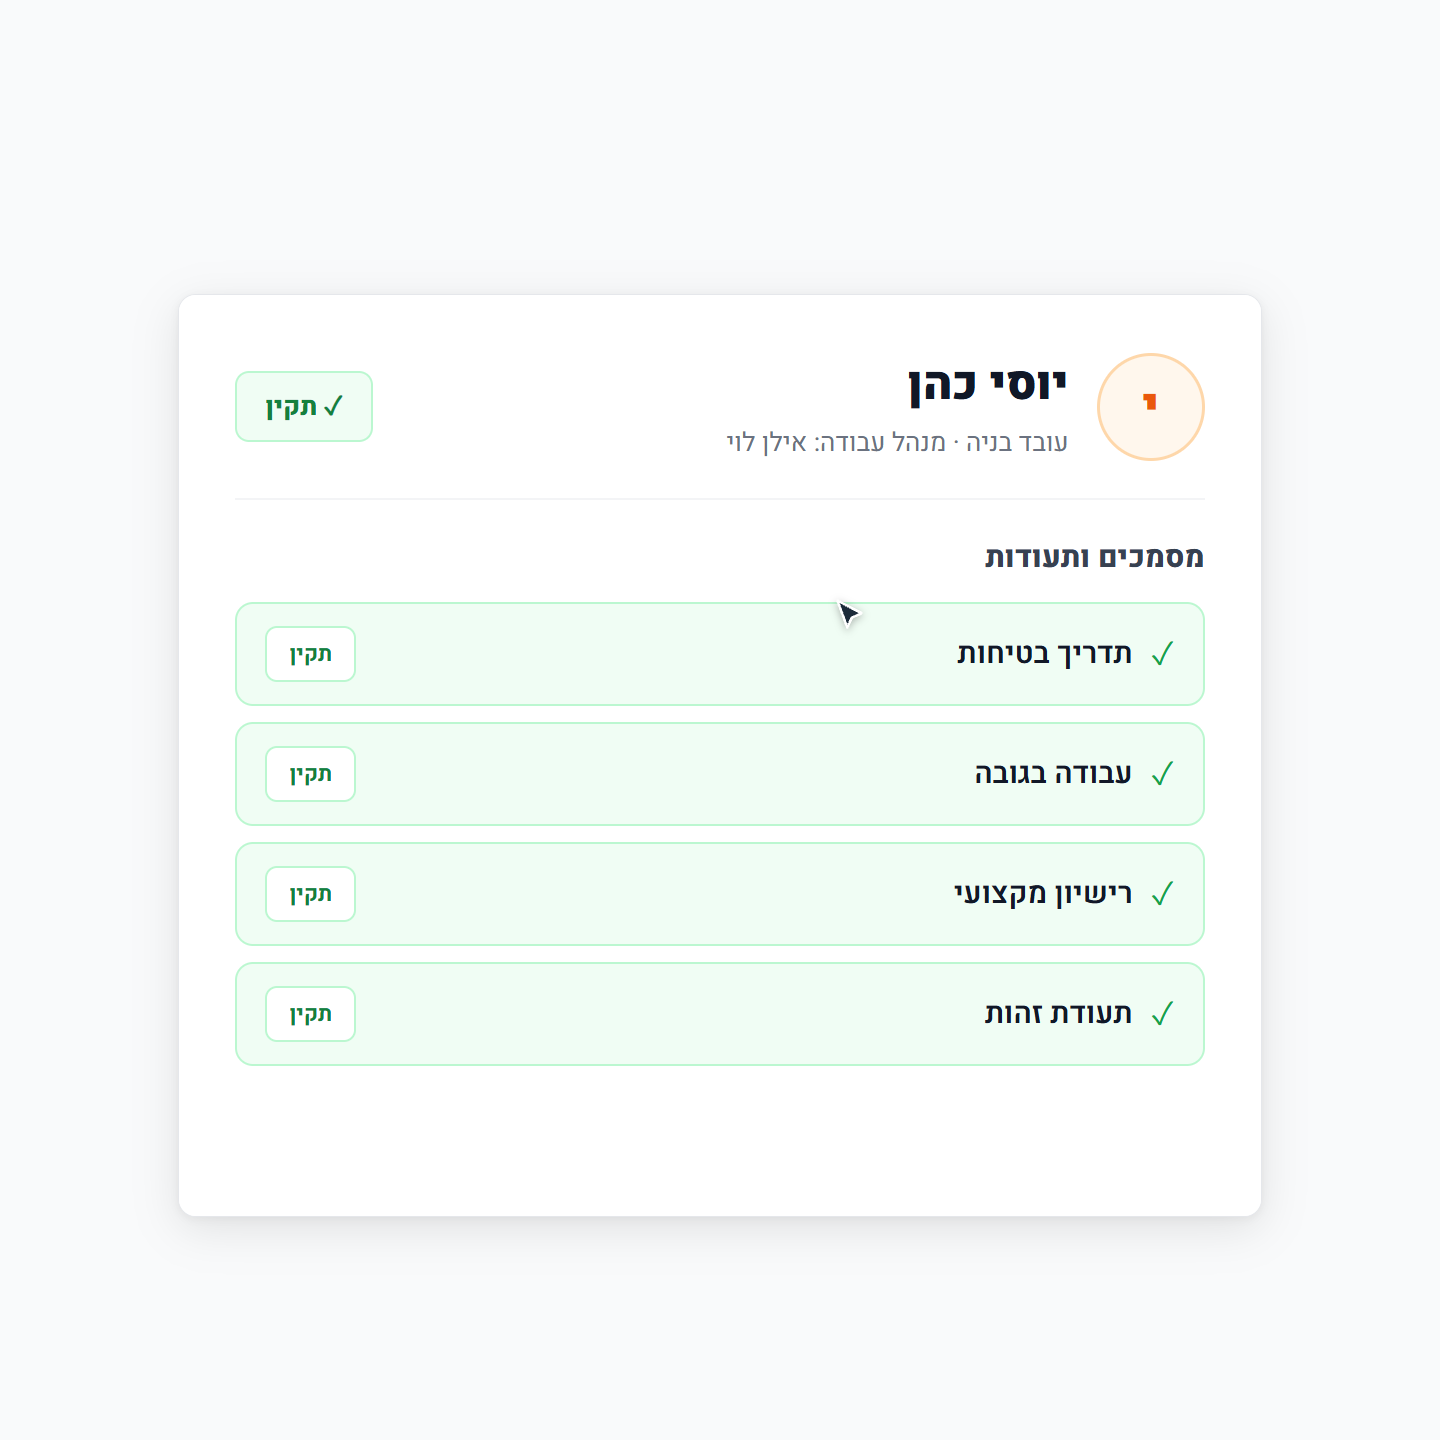 י
יוסי כהן
עובד בניה · מנהל עבודה: אילן לוי
✓ תקין
מסמכים ותעודות
✓ תדריך בטיחות תקין
✓ עבודה בגובה תקין
✓ רישיון מקצועי תקין
✓ תעודת זהות תקין